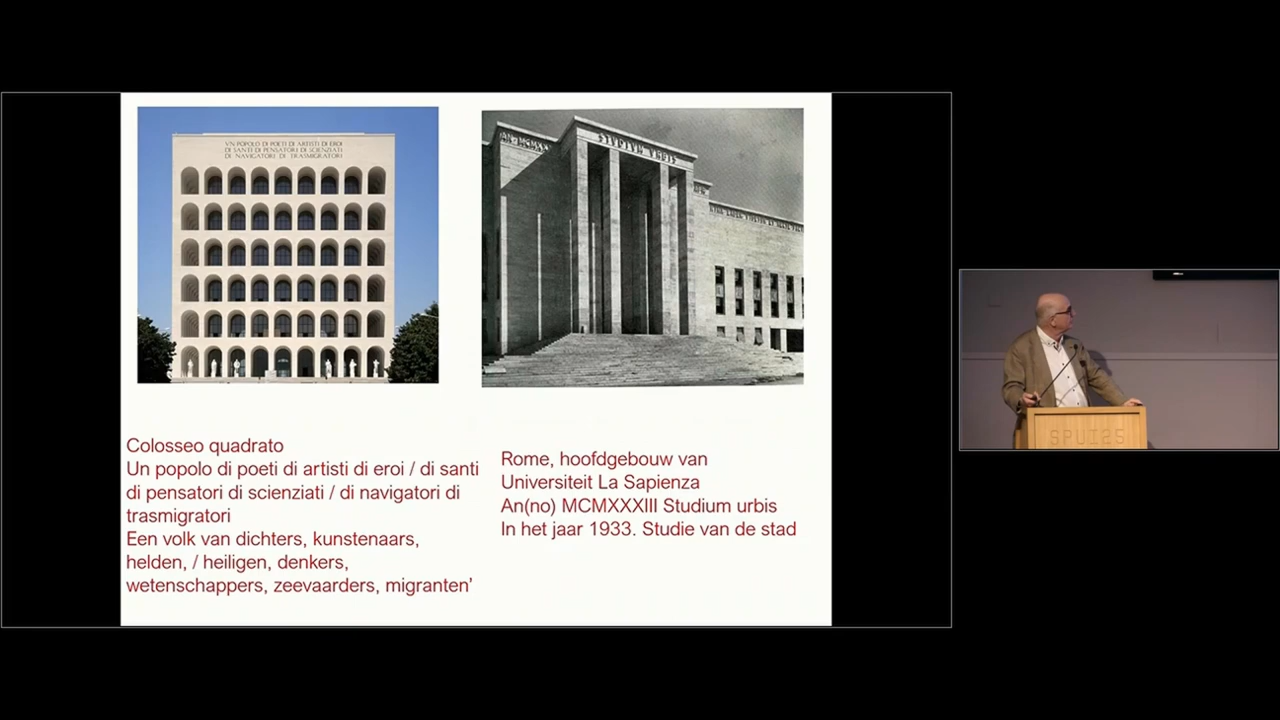 VN POPOLO DI POETI DI ARTISTI DI EROI
DI SANTI DI PENSATORI DI SCIENZIATI
DI NAVIGATORI DI TRASMIGRATORI
STVDIVM VRBIS
Colosseo quadrato
Un popolo di poeti di artisti di eroi / di santi
di pensatori di scienziati / di navigatori di
trasmigratori
Een volk van dichters, kunstenaars,
helden, / heiligen, denkers,
wetenschappers, zeevaarders, migranten’
Rome, hoofdgebouw van
Universiteit La Sapienza
An(no) MCMXXXIII Studium urbis
In het jaar 1933. Studie van de stad
SPUI25